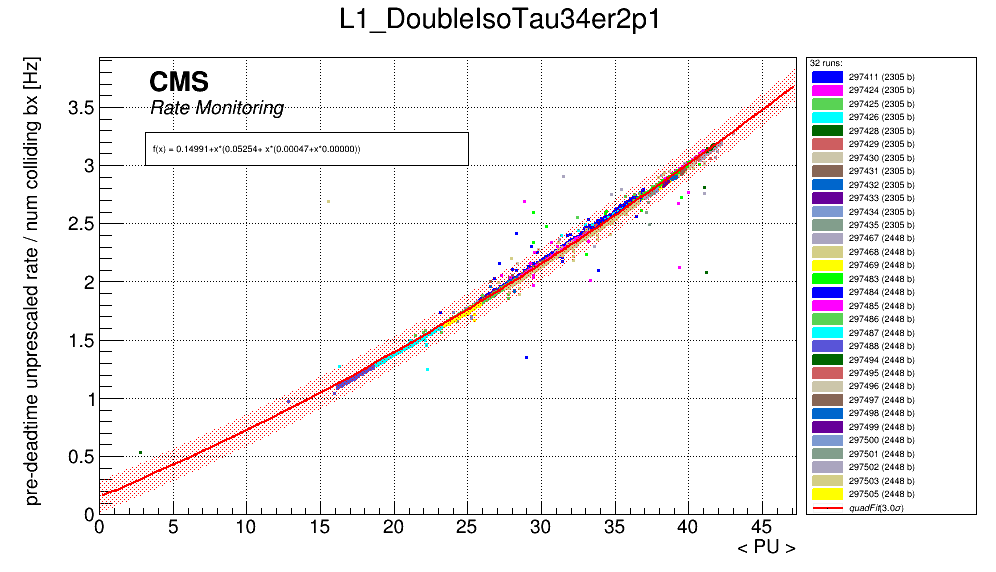 L1_DoubleIsoTau34er2p1
pre-deadtime unprescaled rate / num colliding bx [Hz]
CMS
Rate Monitoring
f(x) = 0.14991+x*(0.05254+ x*(0.00047+x*0.00000))
3.5
3
2.5
2
1.5
1
0.5
0
0 5 10 15 20 25 30 35 40 45
< PU >
32 runs:
297411 (2305 b)
297424 (2305 b)
297425 (2305 b)
297426 (2305 b)
297428 (2305 b)
297429 (2305 b)
297430 (2305 b)
297431 (2305 b)
297432 (2305 b)
297433 (2305 b)
297434 (2305 b)
297435 (2305 b)
297467 (2448 b)
297468 (2448 b)
297469 (2448 b)
297483 (2448 b)
297484 (2448 b)
297485 (2448 b)
297486 (2448 b)
297487 (2448 b)
297488 (2448 b)
297494 (2448 b)
297495 (2448 b)
297496 (2448 b)
297497 (2448 b)
297498 (2448 b)
297499 (2448 b)
297500 (2448 b)
297501 (2448 b)
297502 (2448 b)
297503 (2448 b)
297505 (2448 b)
quadFit(3.0σ)